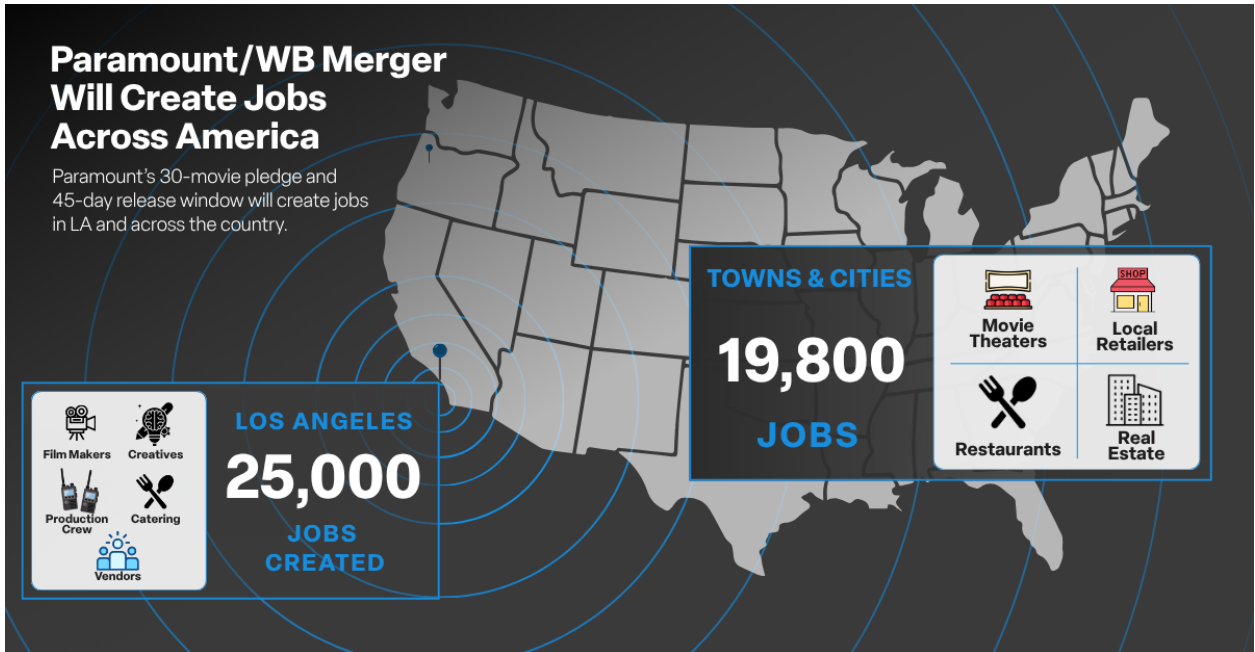 Paramount/WB Merger
Will Create Jobs
Across America
Paramount's 30-movie pledge and
45-day release window will create jobs
in LA and across the country.
TOWNS & CITIES
19,800
JOBS
Movie
Theaters
SHOP
Local
Retailers
Restaurants
Real
Estate
Film Makers
Creatives
Production
Crew
Catering
Vendors
LOS ANGELES
25,000
JOBS
CREATED